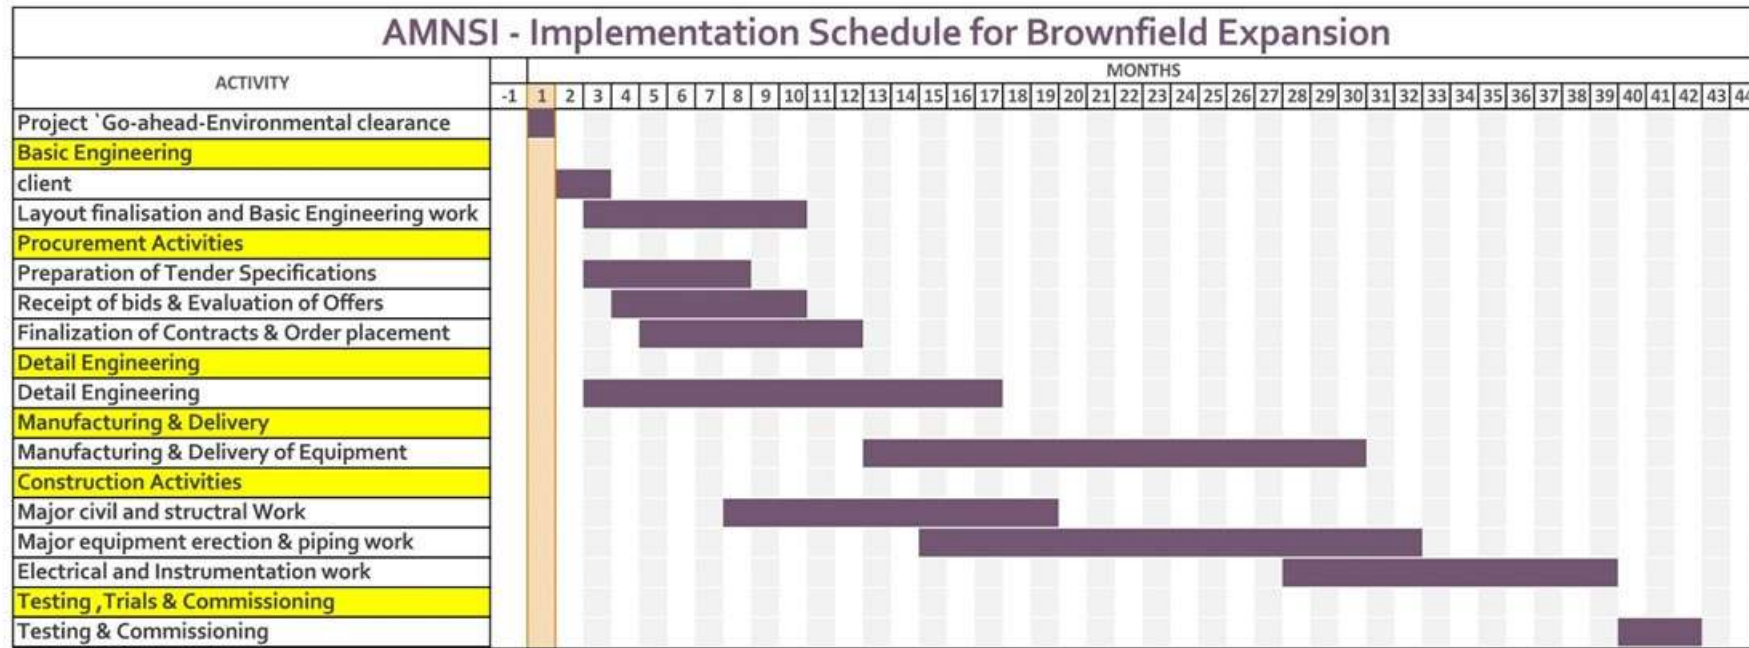 AMNSI - Implementation Schedule for Brownfield Expansion
ACTIVITY
MONTHS
-1 1 2 3 4 5 6 7 8 9 10 11 12 13 14 15 16 17 18 19 20 21 22 23 24 25 26 27 28 29 30 31 32 33 34 35 36 37 38 39 40 41 42 43 44
Project `Go-ahead-Environmental clearance
Basic Engineering
client
Layout finalisation and Basic Engineering work
Procurement Activities
Preparation of Tender Specifications
Receipt of bids & Evaluation of Offers
Finalization of Contracts & Order placement
Detail Engineering
Detail Engineering
Manufacturing & Delivery
Manufacturing & Delivery of Equipment
Construction Activities
Major civil and structral Work
Major equipment erection & piping work
Electrical and Instrumentation work
Testing ,Trials & Commissioning
Testing & Commissioning